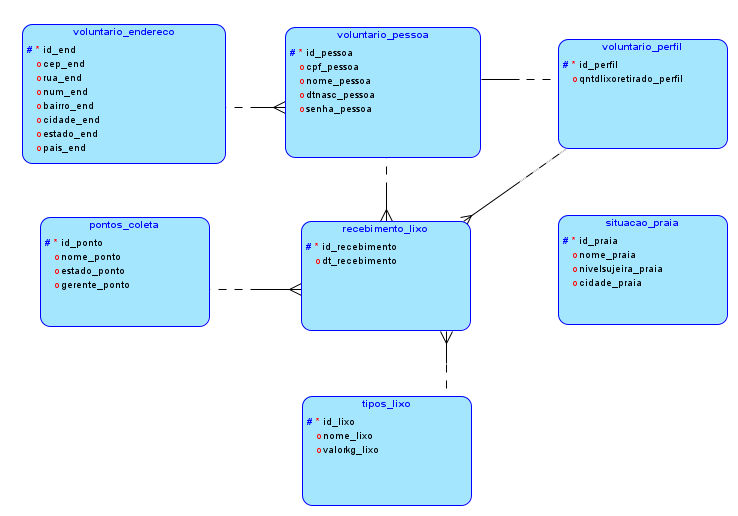 voluntario_endereco
# * id_end
o cep_end
o rua_end
o num_end
o bairro_end
o cidade_end
o estado_end
o pais_end
voluntario_pessoa
# * id_pessoa
o cpf_pessoa
o nome_pessoa
o dtnasc_pessoa
o senha_pessoa
voluntario_perfil
# * id_perfil
o qntdlixoretirado_perfil
pontos_coleta
# * id_ponto
o nome_ponto
o estado_ponto
o gerente_ponto
recebimento_lixo
# * id_recebimento
o dt_recebimento
situacao_praia
# * id_praia
o nome_praia
o nivelsujeira_praia
o cidade_praia
tipos_lixo
# * id_lixo
o nome_lixo
o valorkg_lixo